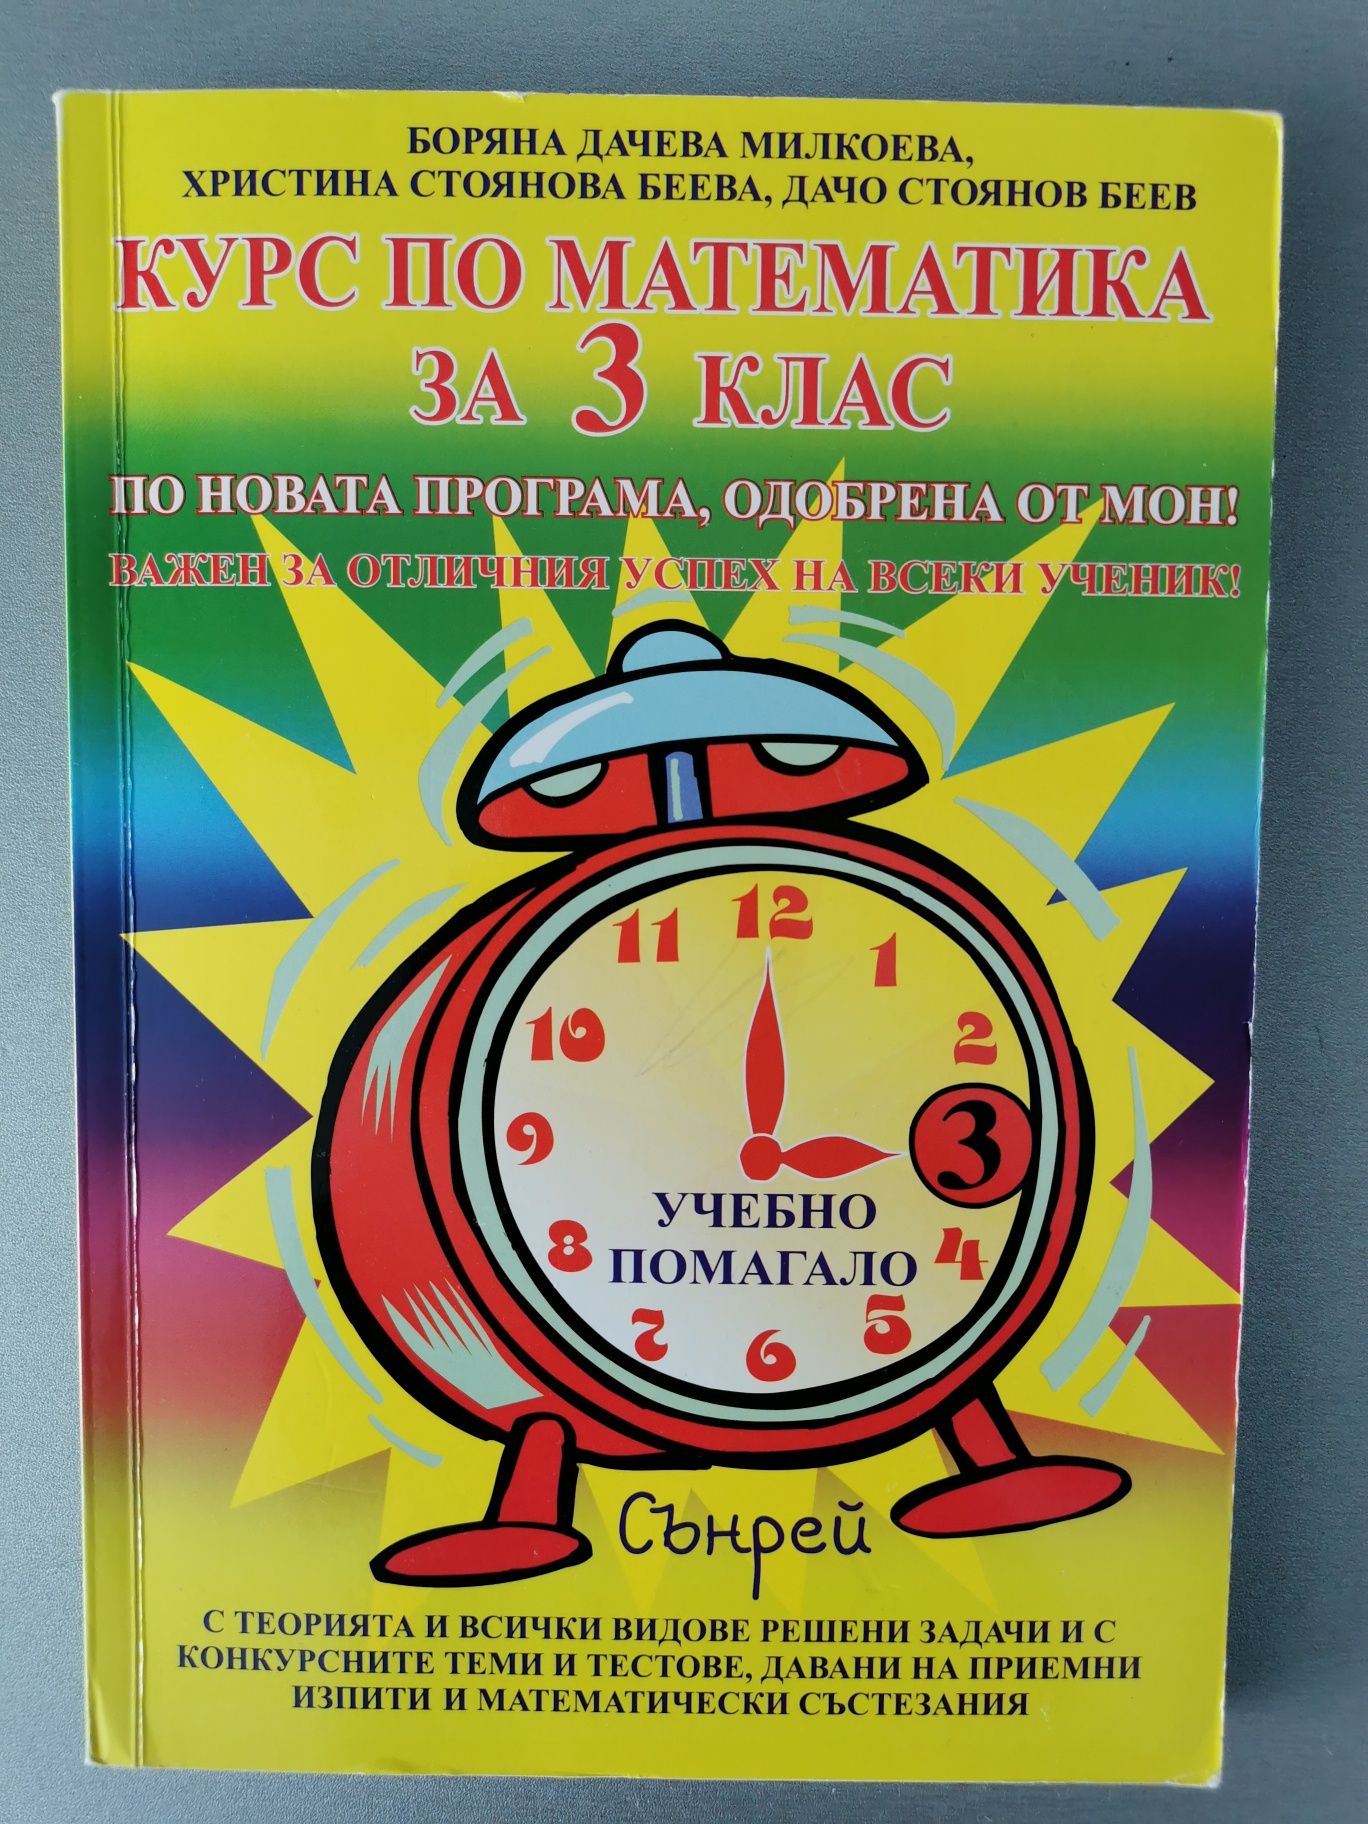 БОРЯНА ДАЧЕВА МИЛКОЕВА,
ХРИСТИНА СТОЯНОВА БЕЕВА, ДАЧО СТОЯНОВ БЕЕВ
КУРС ПО МАТЕМАТИКА
ЗА 3 КЛАС
ПО НОВАТА ПРОГРАМА, ОДОБРЕНА ОТ МОН!
ВАЖЕН ЗА ОТЛИЧНИЯ УСПЕХ НА ВСЕКИ УЧЕНИК!
12
11
1
10
2
9
3
УЧЕБНО
8
ПОМАГАЛО
4
7
6
5
Сънрей
С ТЕОРИЯТА И ВСИЧКИ ВИДОВЕ РЕШЕНИ ЗАДАЧИ И С
КОНКУРСНИТЕ ТЕМИ И ТЕСТОВЕ, ДАВАНИ НА ПРИЕМНИ
ИЗПИТИ И МАТЕМАТИЧЕСКИ СЪСТЕЗАНИЯ